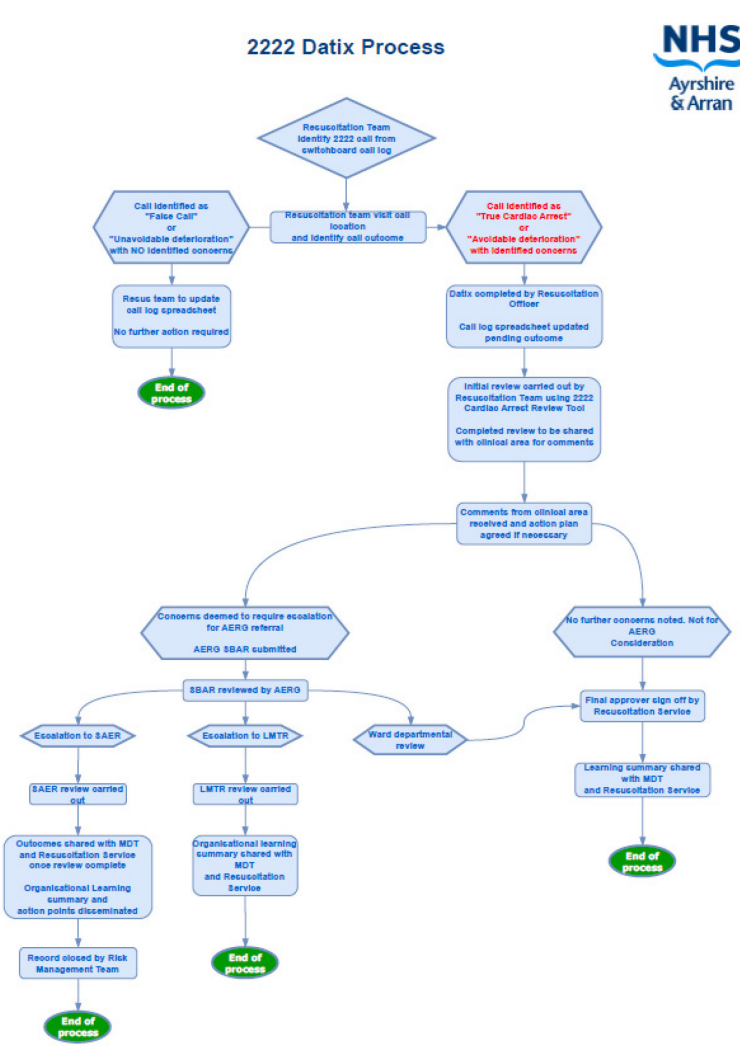 2222 Datix Process
NHS
Ayrshire
& Arran
Resuscitation Team
Identify 2222 call from
switchboard call log
Call Identified as
"False Call"
or
"Unavoidable deterioration"
with NO Identified concerns
Resuscitation team visit call
location
and Identify call outcome
Call Identified as
"True Cardiac Arrest"
or
"Avoidable deterioration"
with Identified concerns
Resus team to update
call log spreadsheet
No further action required
Datix completed by Resuscitation
Officer
Call log spreadsheet updated
pending outcome
End of
process
Initial review carried out by
Resuscitation Team using 2222
Cardiac Arrest Review Tool
Completed review to be shared
with clinical area for comments
Comments from clinical area
received and action plan
agreed if necessary
Concerns deemed to require escalation
for AERG referral
AERG SBAR submitted
No further concerns noted. Not for
AERG
Consideration
SBAR reviewed by AERG
Final approver sign off by
Resuscitation Service
Escalation to SAER
Escalation to LMTR
Ward departmental
review
Learning summary shared
with MDT
and Resuscitation Service
SAER review carried
out
LMTR review carried
out
Outcomes shared with MDT
and Resuscitation Service
once review complete
Organisational Learning
summary and
action points disseminated
Organisational learning
summary shared with
MDT
and Resuscitation
Service
End of
process
Record closed by Risk
Management Team
End of
process
End of
process